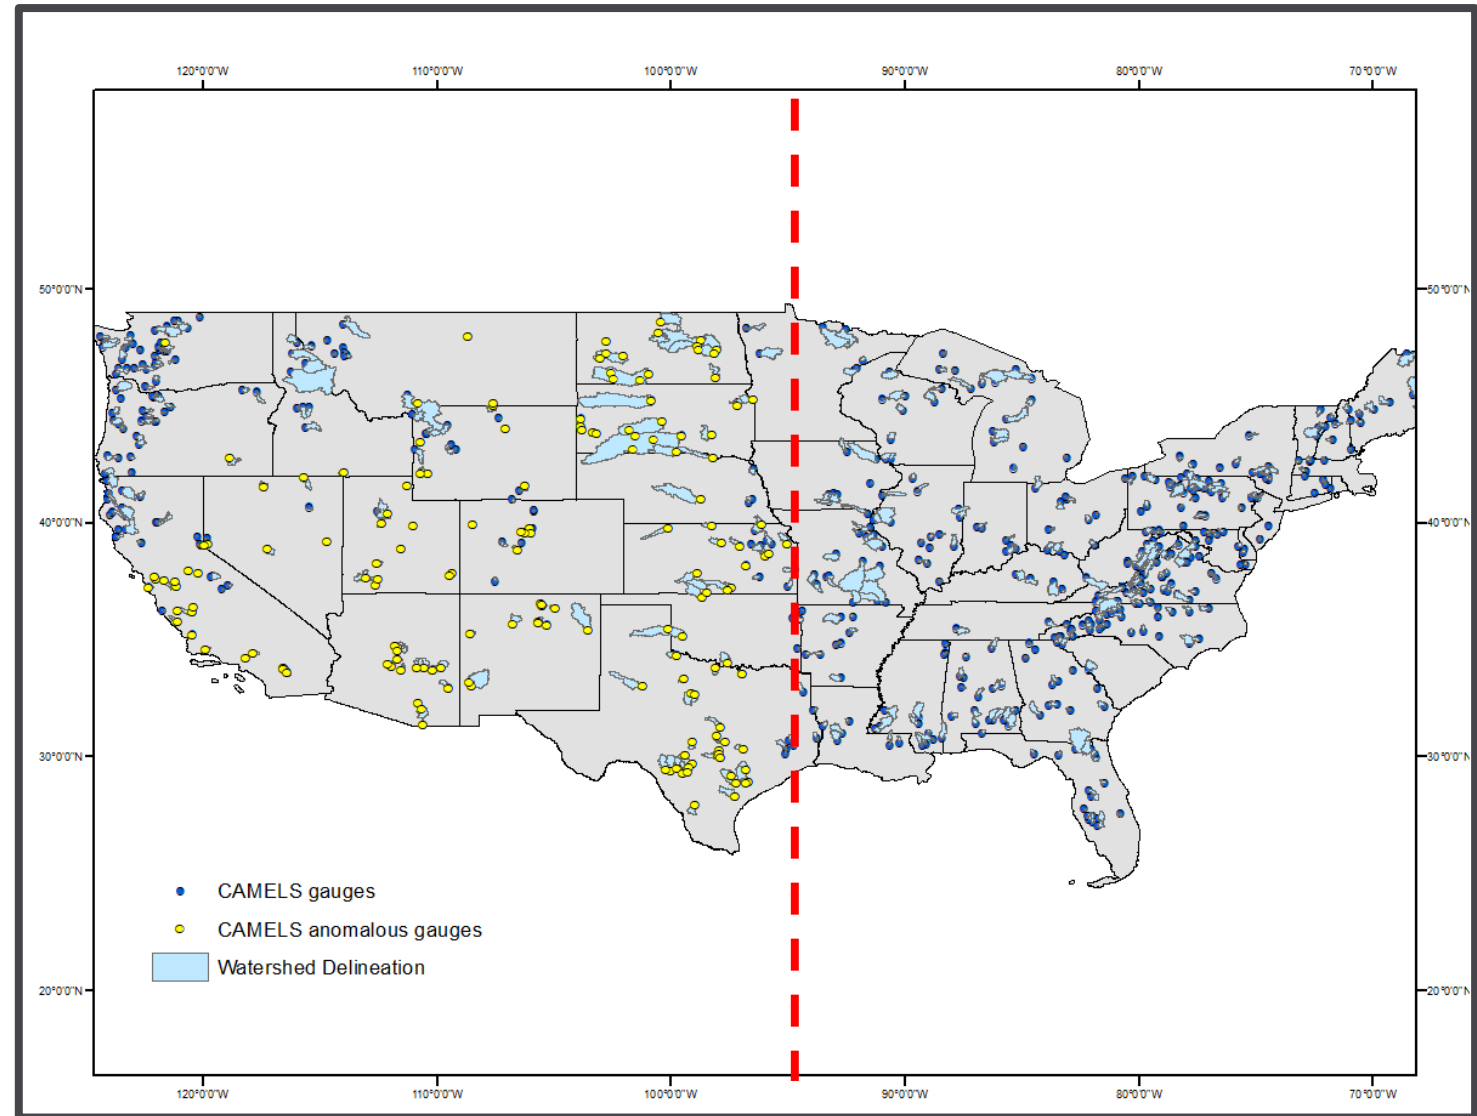 120°0'0"W 110°0'0"W 100°0'0"W 90°0'0"W 80°0'0"W 70°0'0"W
50°0'0"N 50°0'0"N
40°0'0"N 40°0'0"N
30°0'0"N 30°0'0"N
CAMELS gauges
CAMELS anomalous gauges
Watershed Delineation
20°0'0"N 20°0'0"N
120°0'0"W 110°0'0"W 100°0'0"W 90°0'0"W 80°0'0"W 70°0'0"W